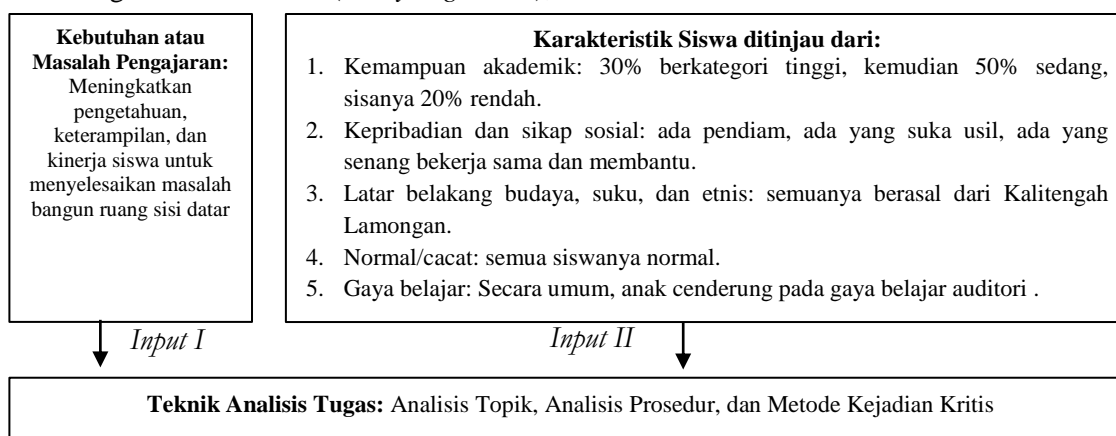 Kebutuhan atau
Masalah Pengajaran:
Meningkatkan
pengetahuan,
keterampilan, dan
kinerja siswa untuk
menyelesaikan masalah
bangun ruang sisi datar
Karakteristik Siswa ditinjau dari:
1. Kemampuan akademik: 30% berkategori tinggi, kemudian 50% sedang,
sisanya 20% rendah.
2. Kepribadian dan sikap sosial: ada pendiam, ada yang suka usil, ada yang
senang bekerja sama dan membantu.
3. Latar belakang budaya, suku, dan etnis: semuanya berasal dari Kalitengah
Lamongan.
4. Normal/cacat: semua siswanya normal.
5. Gaya belajar: Secara umum, anak cenderung pada gaya belajar auditori .
Input I
Input II
Teknik Analisis Tugas: Analisis Topik, Analisis Prosedur, dan Metode Kejadian Kritis